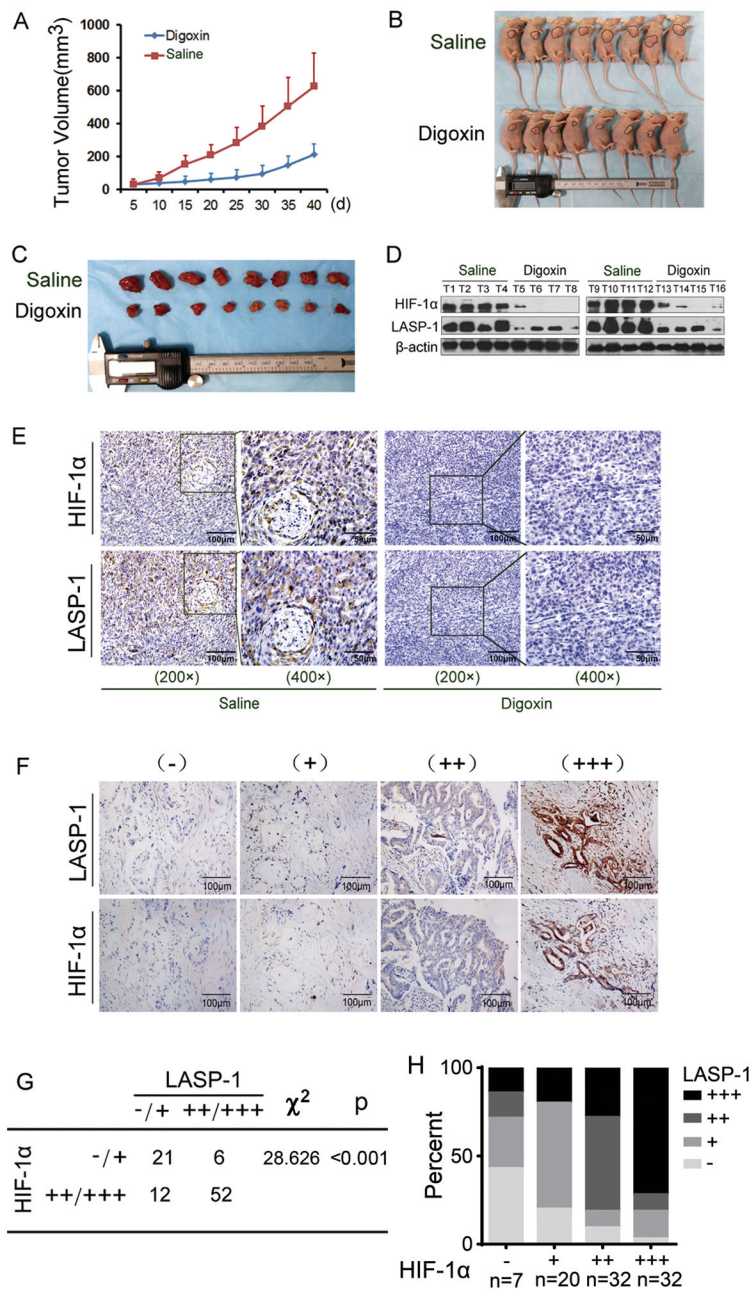 A
Tumor Volume(mm³)
1000
800
600
400
200
0
Digoxin
Saline
5 10 15 20 25 30 35 40 (d)
B
Saline
Digoxin
C
Saline
Digoxin
D
Saline Digoxin Saline Digoxin
T1 T2 T3 T4 T5 T6 T7 T8 T9 T10 T11 T12 T13 T14 T15 T16
HIF-1α
LASP-1
β-actin
E
HIF-1α
100μm 50μm 100μm 50μm
LASP-1
100μm 50μm 100μm 50μm
(200×) (400×) (200×) (400×)
Saline Digoxin
F
(-) (+) (++) (+++)
LASP-1
100μm 100μm 100μm 100μm
HIF-1α
100μm 100μm 100μm 100μm
G
LASP-1
-/+ ++/+++ χ² p
HIF-1α
-/+ 21 6 28.626 <0.001
++/+++ 12 52
H
Percernt
100
50
0
LASP-1
+++
++
+
-
HIF-1α - + ++ +++
n=7 n=20 n=32 n=32